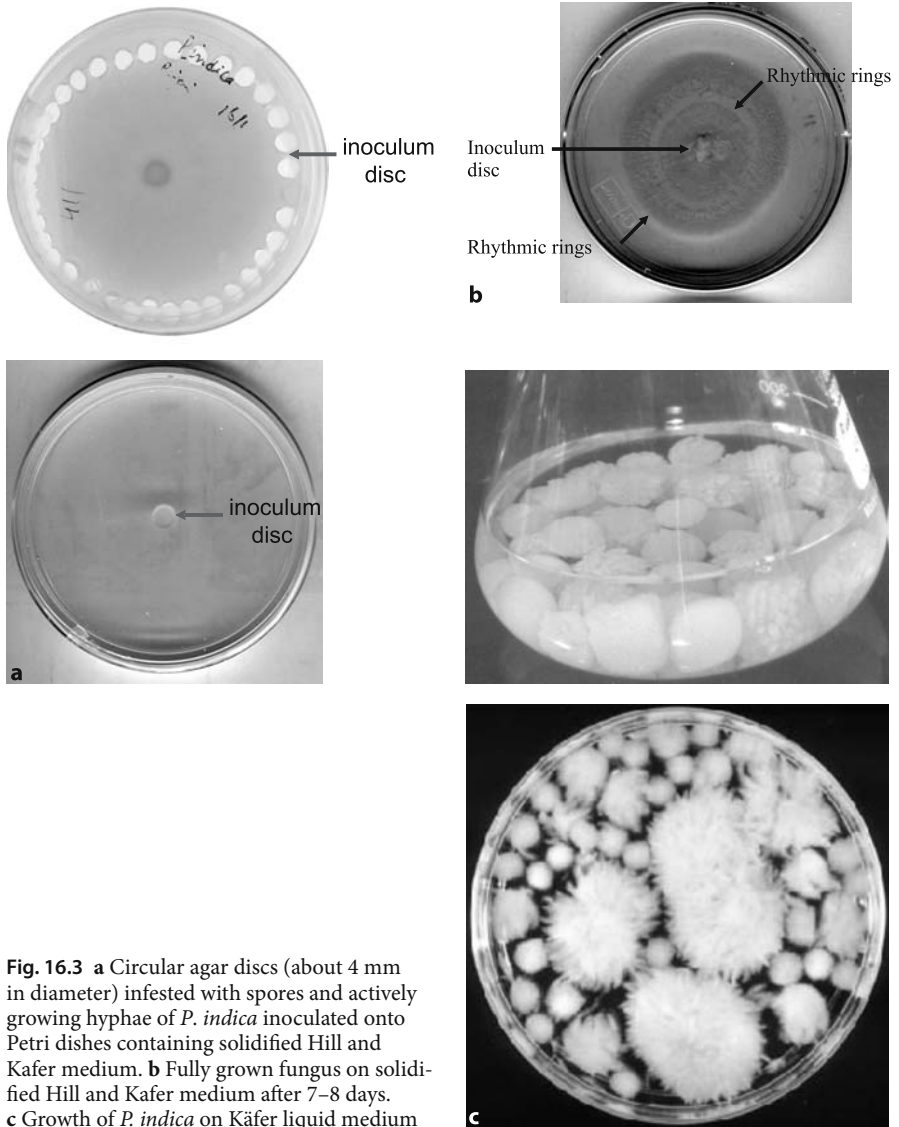 P.indica
inoculum
disc
Rhythmic rings
Inoculum
disc
Rhythmic rings
b
inoculum
disc
a
300
Fig. 16.3 a Circular agar discs (about 4 mm
in diameter) infested with spores and actively
growing hyphae of P. indica inoculated onto
Petri dishes containing solidified Hill and
Kafer medium. b Fully grown fungus on solidi-
fied Hill and Kafer medium after 7–8 days.
c Growth of P. indica on Käfer liquid medium
c